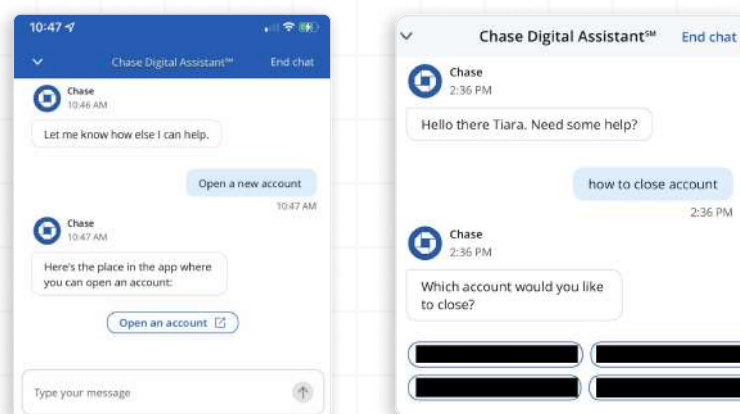 10:47
Chase Digital Assistant℠
End chat
Chase
10:46 AM
Let me know how else I can help.
Open a new account
10:47 AM
Chase
10:47 AM
Here's the place in the app where
you can open an account:
Open an account
Type your message
Chase Digital Assistant℠
End chat
Chase
2:36 PM
Hello there Tiara. Need some help?
how to close account
2:36 PM
Chase
2:36 PM
Which account would you like
to close?